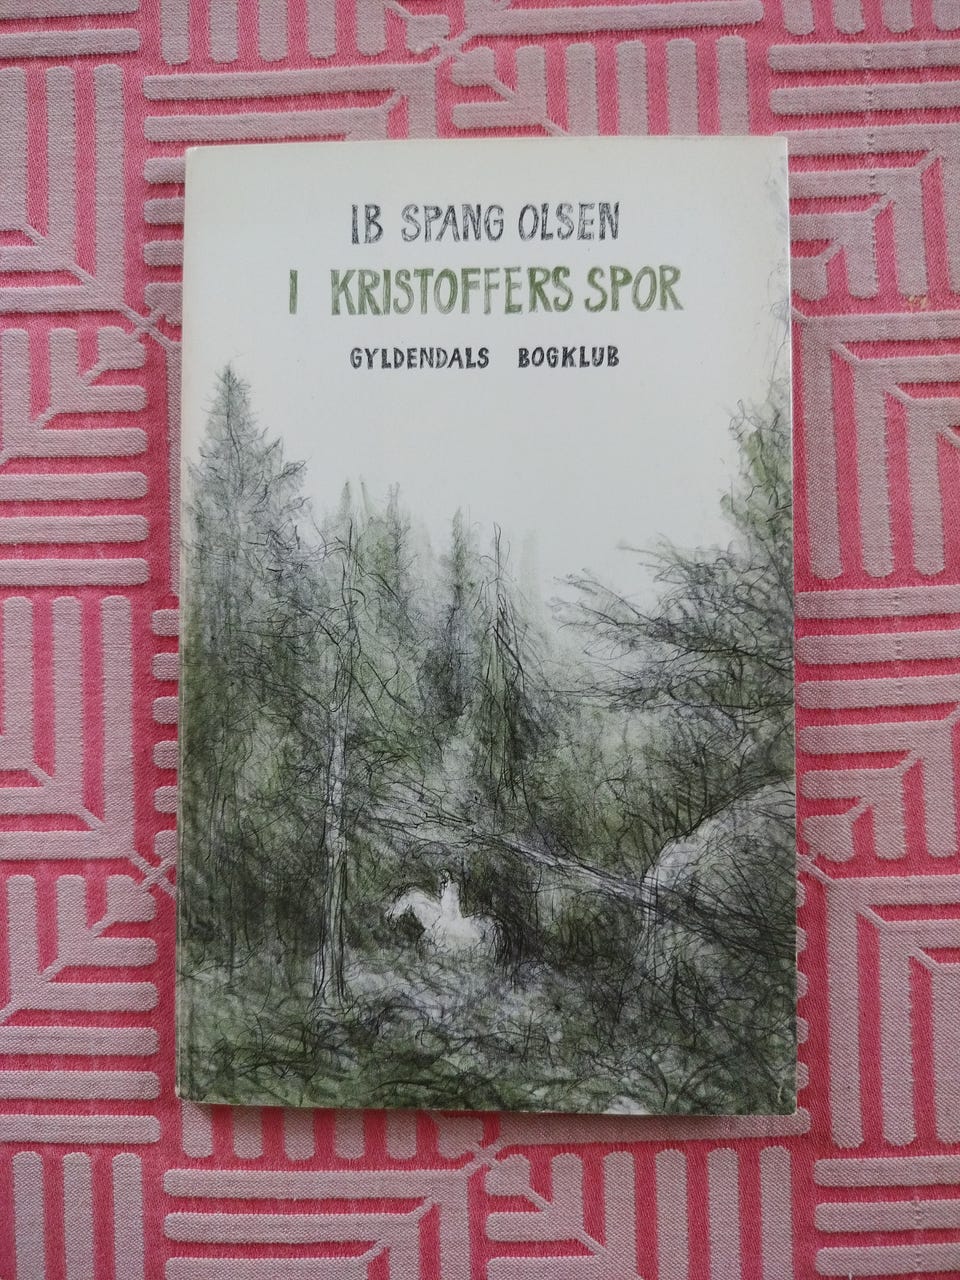 IB SPANG OLSEN
I KRISTOFFERS SPOR
GYLDENDALS BOGKLUB